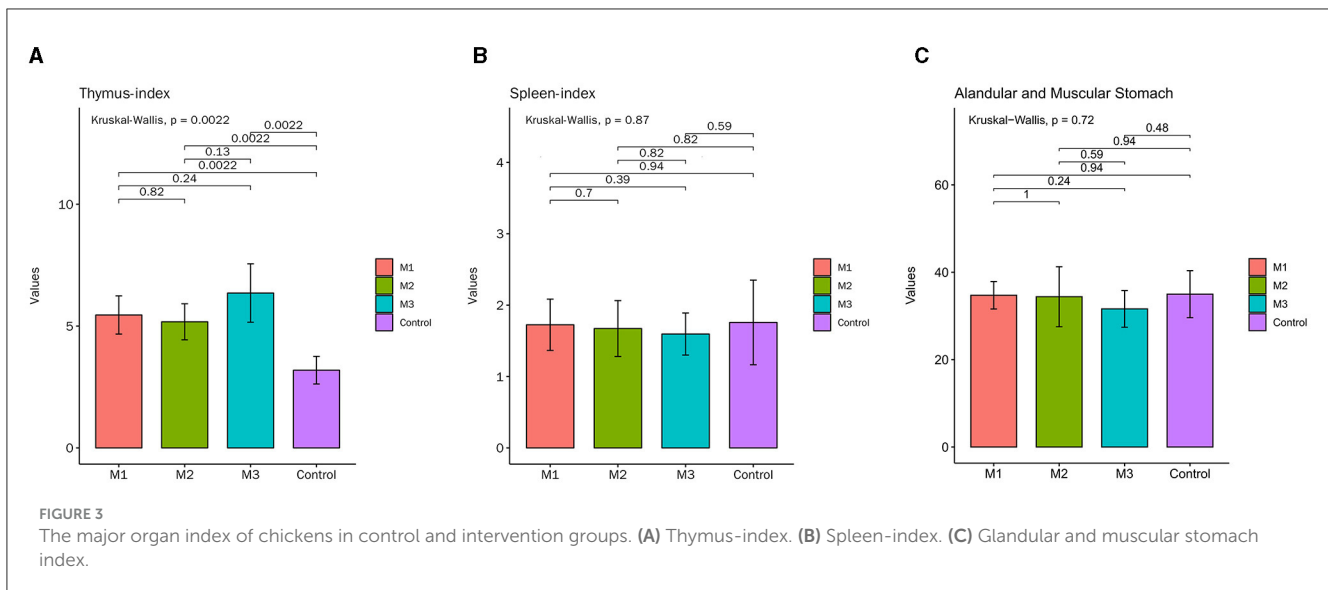 A
Thymus-index
Kruskal-Wallis, p = 0.0022
0.0022
0.0022
0.13
0.0022
0.24
0.82
10
5
0
Values
M1
M2
M3
Control
M1
M2
M3
Control
B
Spleen-index
Kruskal-Wallis, p = 0.87
0.59
0.82
0.82
0.94
0.39
0.7
4
3
2
1
0
Values
M1
M2
M3
Control
M1
M2
M3
Control
C
Alandular and Muscular Stomach
Kruskal−Wallis, p = 0.72
0.48
0.94
0.59
0.94
0.24
1
60
40
20
0
Values
M1
M2
M3
Control
M1
M2
M3
Control
FIGURE 3
The major organ index of chickens in control and intervention groups. (A) Thymus-index. (B) Spleen-index. (C) Glandular and muscular stomach
index.